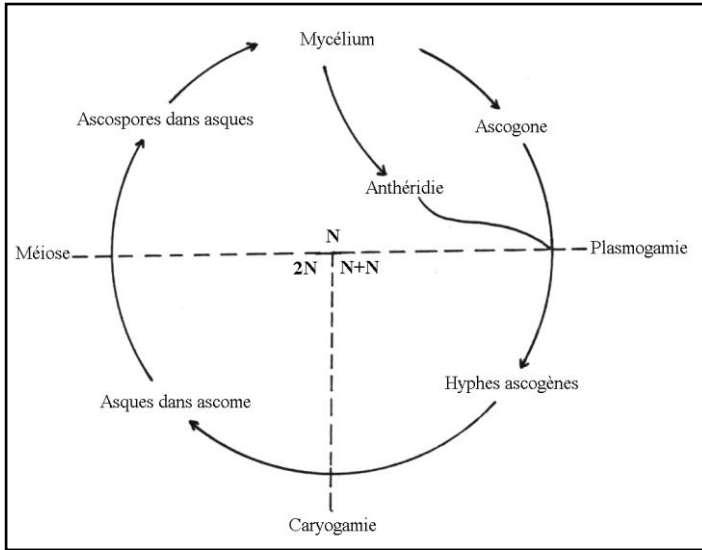 Mycélium
Ascospores dans asques
Ascogone
Anthéridie
N
Méiose
Plasmogamie
2N
N+N
Hyphes ascogènes
Asques dans ascome
Caryogamie